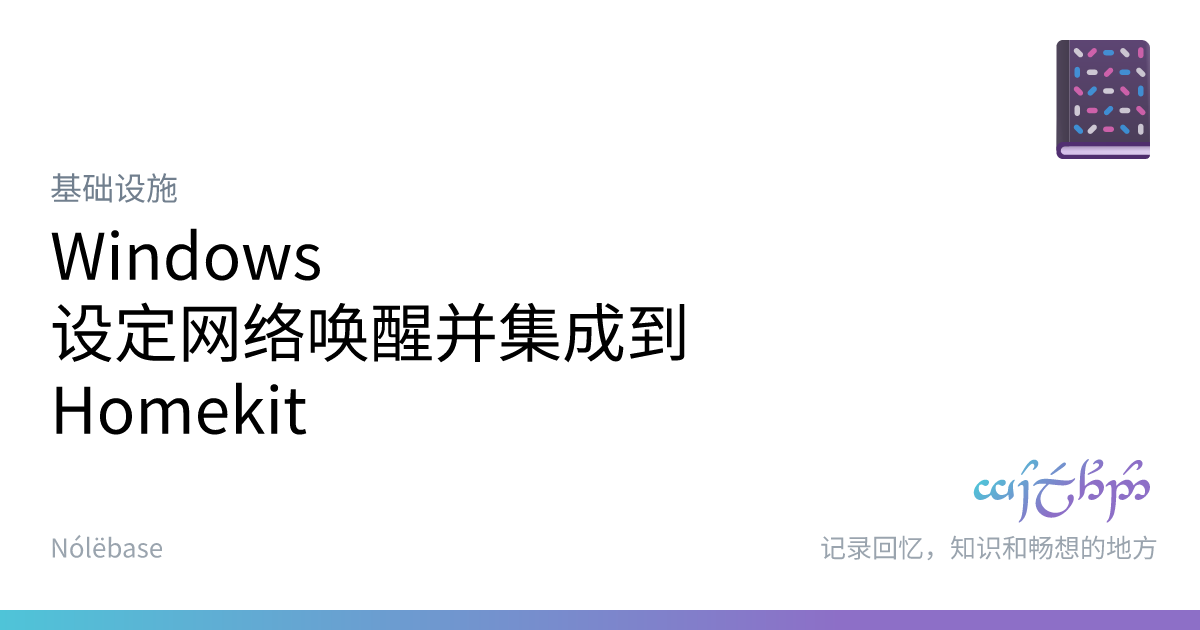 基础设施
Windows
设定网络唤醒并集成到
Homekit
Nólëbase
记录回忆，知识和畅想的地方